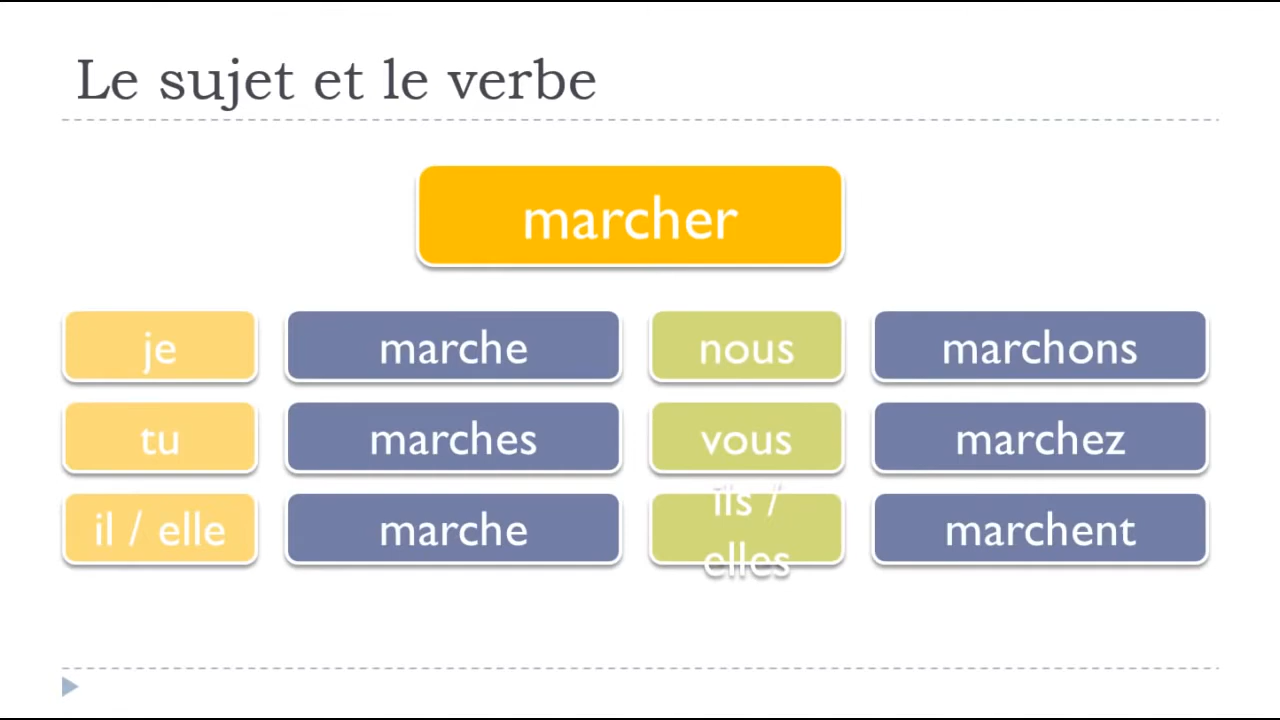 Le sujet et le verbe
marcher
je marche nous marchons
tu marches vous marchez
il / elle marche ils / elles marchent